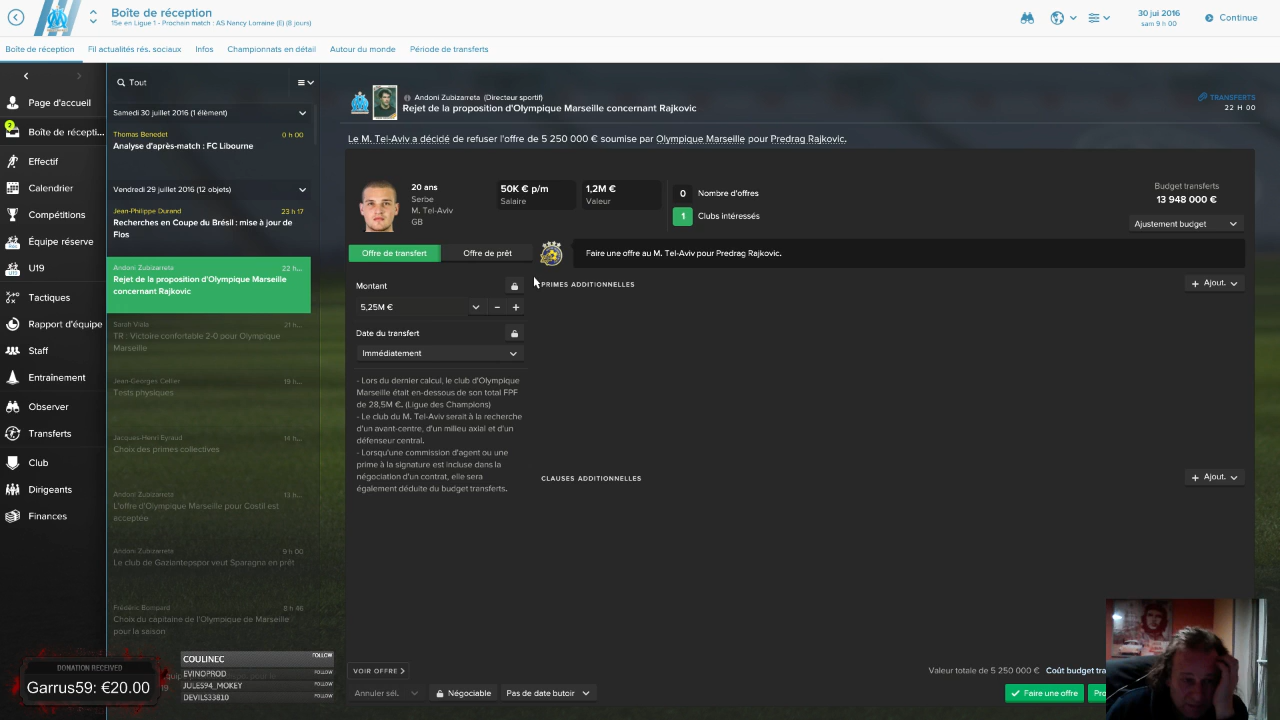 Boîte de réception
15e en Ligue 1 - Prochain match : AS Nancy Lorraine (E) (8 jours)
30 jui 2016
sam 9 h 00
Continue
Boîte de réception
Fil actualités rés. sociaux
Infos
Championnats en détail
Autour du monde
Période de transferts
Page d'accueil
2
Boîte de récepti...
Effectif
Calendrier
Compétitions
Équipe réserve
U19
Tactiques
Rapport d'équipe
Staff
Entraînement
Observer
Transferts
Club
Dirigeants
Finances
Tout
Samedi 30 juillet 2016 (1 élément)
Thomas Benedet 0 h 00
Analyse d'après-match : FC Libourne
Vendredi 29 juillet 2016 (12 objets)
Jean-Philippe Durand 23 h 17
Recherches en Coupe du Brésil : mise à jour de
Flos
Andoni Zubizarreta 22 h...
Rejet de la proposition d'Olympique Marseille
concernant Rajkovic
Sarah Viola 21 h...
TR : Victoire confortable 2-0 pour Olympique
Marseille
Jean-Georges Cellier 19 h...
Tests physiques
Jacques-Henri Eyraud 14 h...
Choix des primes collectives
Andoni Zubizarreta 13 h...
L'offre d'Olympique Marseille pour Costil est
acceptée
Andoni Zubizarreta 9 h 00
Le club de Gaziantepspor veut Sparagna en prêt
Frédéric Bompard 8 h 46
Choix du capitaine de l'Olympique de Marseille
pour la saison
Andoni Zubizarreta (Directeur sportif)
Rejet de la proposition d'Olympique Marseille concernant Rajkovic
TRANSFERTS
22 H 00
Le M. Tel-Aviv a décidé de refuser l'offre de 5 250 000 € soumise par Olympique Marseille pour Predrag Rajkovic.
20 ans
Serbe
M. Tel-Aviv
GB
50K € p/m
Salaire
1,2M €
Valeur
0 Nombre d'offres
1 Clubs intéressés
Budget transferts
13 948 000 €
Ajustement budget
Offre de transfert
Offre de prêt
Faire une offre au M. Tel-Aviv pour Predrag Rajkovic.
Montant
5,25M €
Date du transfert
Immédiatement
- Lors du dernier calcul, le club d'Olympique
Marseille était en-dessous de son total FPF
de 28,5M €. (Ligue des Champions)
- Le club du M. Tel-Aviv serait à la recherche
d'un avant-centre, d'un milieu axial et d'un
défenseur central.
- Lorsqu'une commission d'agent ou une
prime à la signature est incluse dans la
négociation d'un contrat, elle sera
également déduite du budget transferts.
PRIMES ADDITIONNELLES
+ Ajout.
CLAUSES ADDITIONNELLES
+ Ajout.
VOIR OFFRE >
Valeur totale de 5 250 000 € Coût budget tra
Annuler sél.
Négociable
Pas de date butoir
Faire une offre
Pro
DONATION RECEIVED
Garrus59: €20.00
COULINEC FOLLOW
EVINOPROD FOLLOW
JULES94_MOKEY FOLLOW
DEVILS33810 FOLLOW